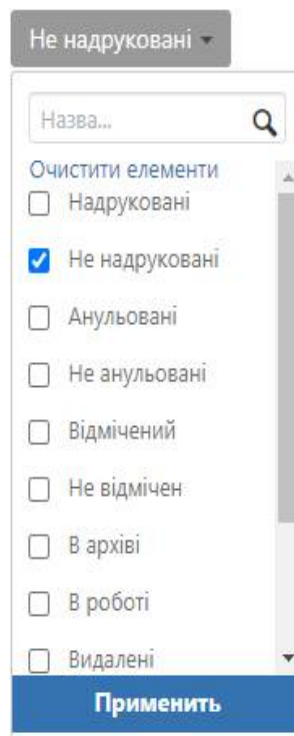 Не надруковані
Назва...
Очистити елементи
Надруковані
Не надруковані
Анульовані
Не анульовані
Відмічений
Не відмічен
В архіві
В роботі
Видалені
Применить